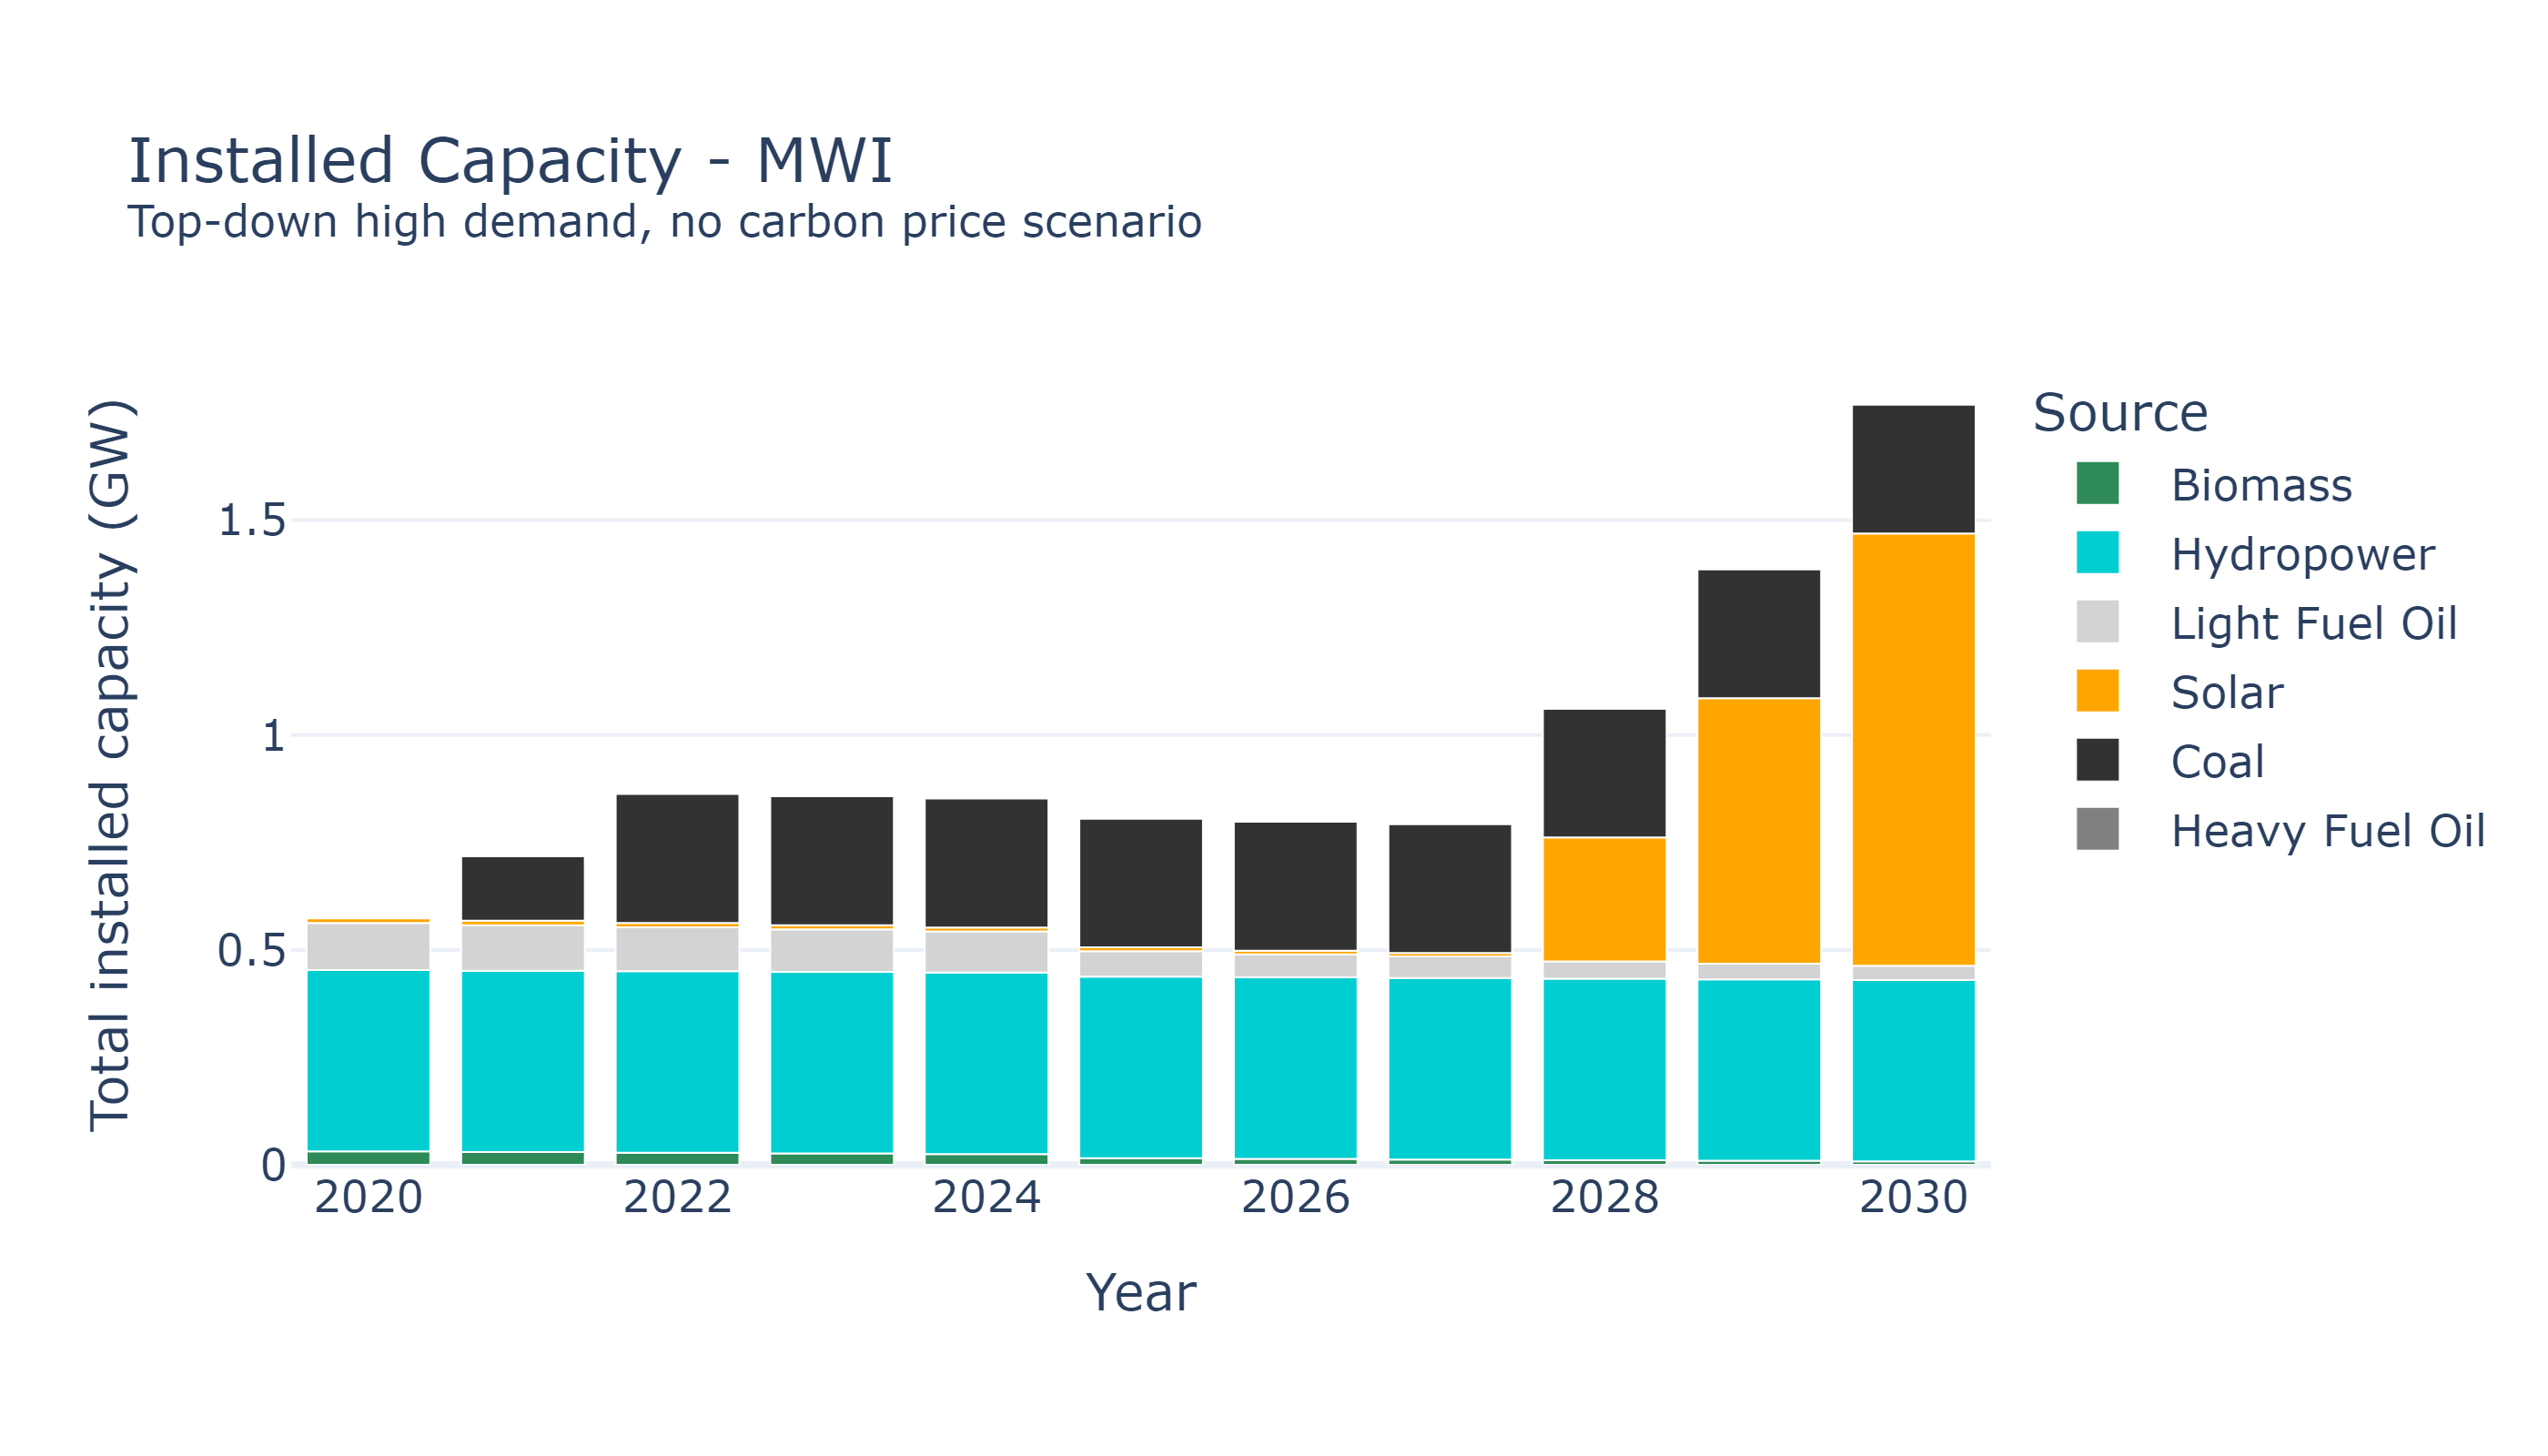 Installed Capacity - MWI
Top-down high demand, no carbon price scenario
Total installed capacity (GW)
1.5
1
0.5
0
2020
2022
2024
2026
2028
2030
Year
Source
Biomass
Hydropower
Light Fuel Oil
Solar
Coal
Heavy Fuel Oil